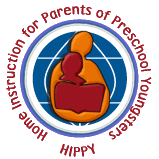 Home Instruction for Parents of Preschool Youngsters
HIPPY